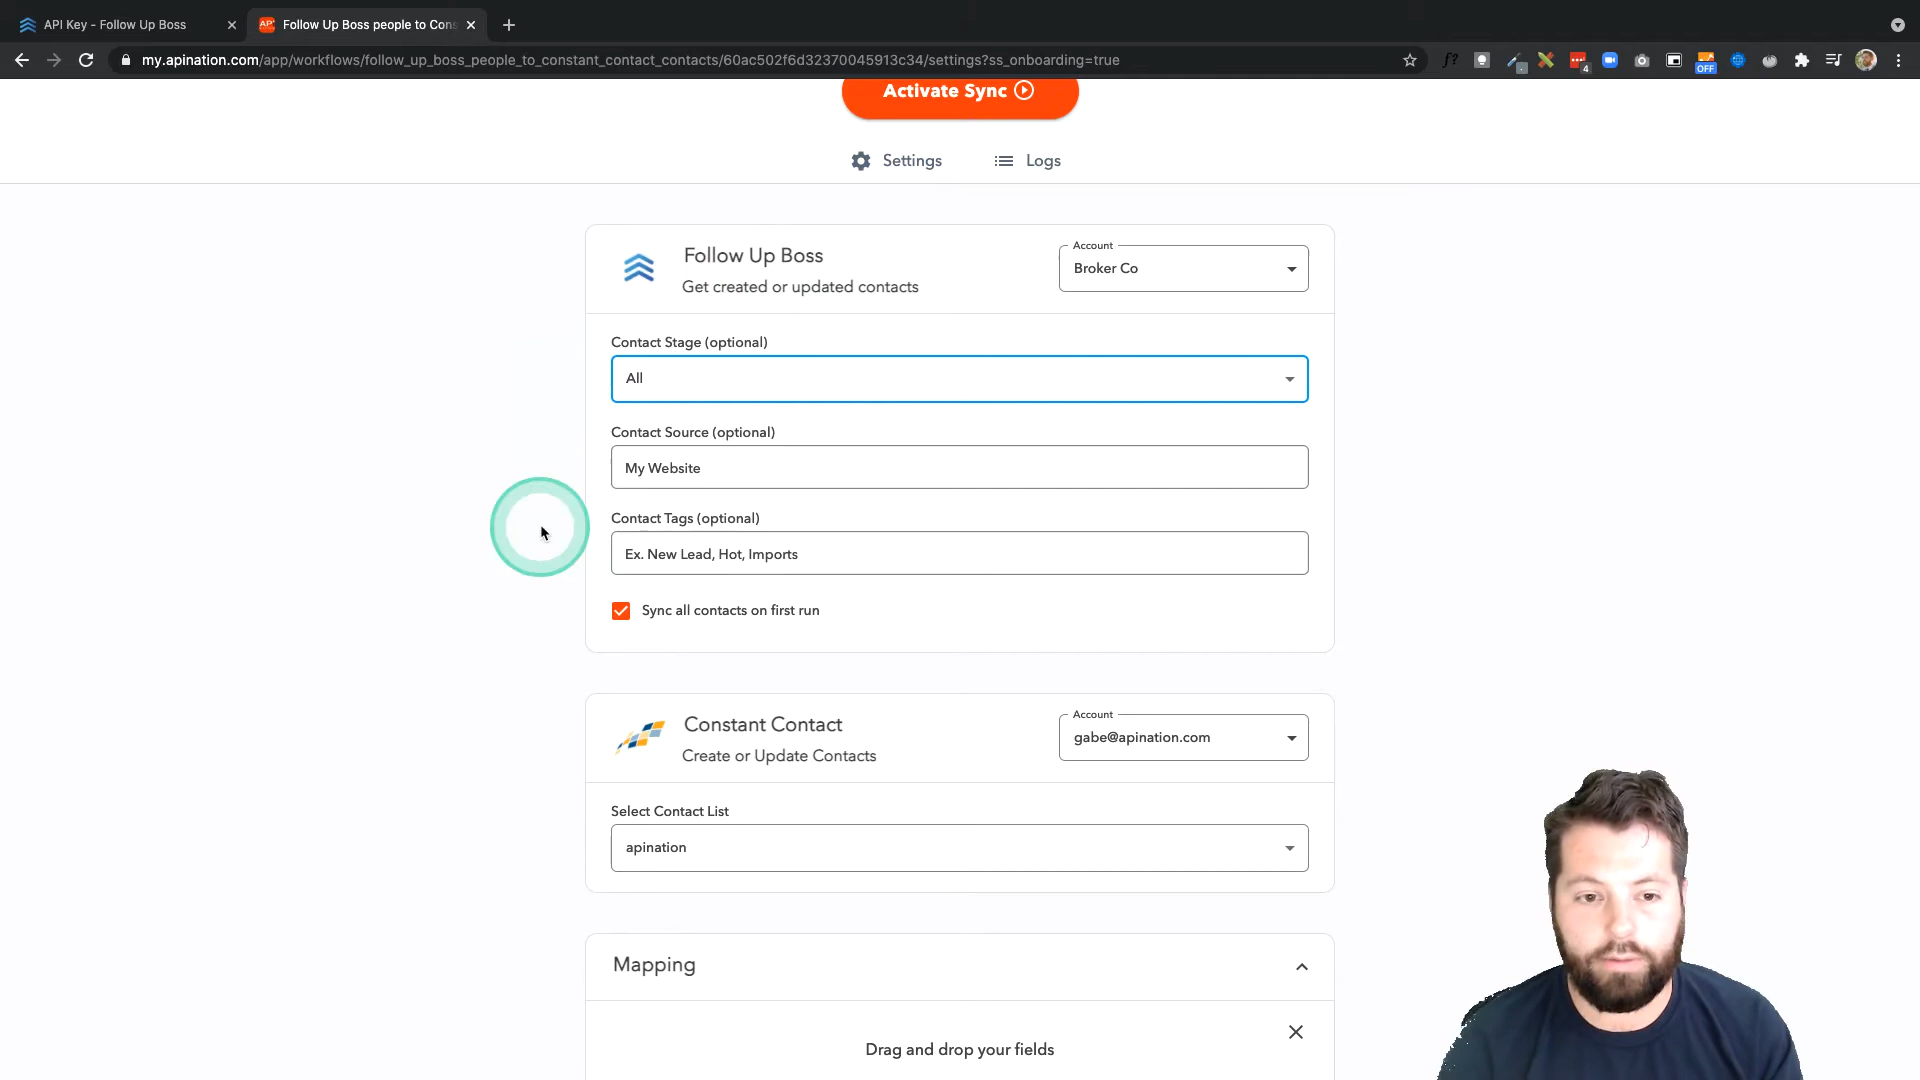 API Key - Follow Up Boss
Follow Up Boss people to Cons
my.apination.com/app/workflows/follow_up_boss_people_to_constant_contact_contacts/60ac502f6d32370045913c34/settings?ss_onboarding=true
f?
4
OFF
Activate Sync
Settings
Logs
Follow Up Boss
Get created or updated contacts
Account
Broker Co
Contact Stage (optional)
All
Contact Source (optional)
My Website
Contact Tags (optional)
Ex. New Lead, Hot, Imports
Sync all contacts on first run
Constant Contact
Create or Update Contacts
Account
gabe@apination.com
Select Contact List
apination
Mapping
Drag and drop your fields